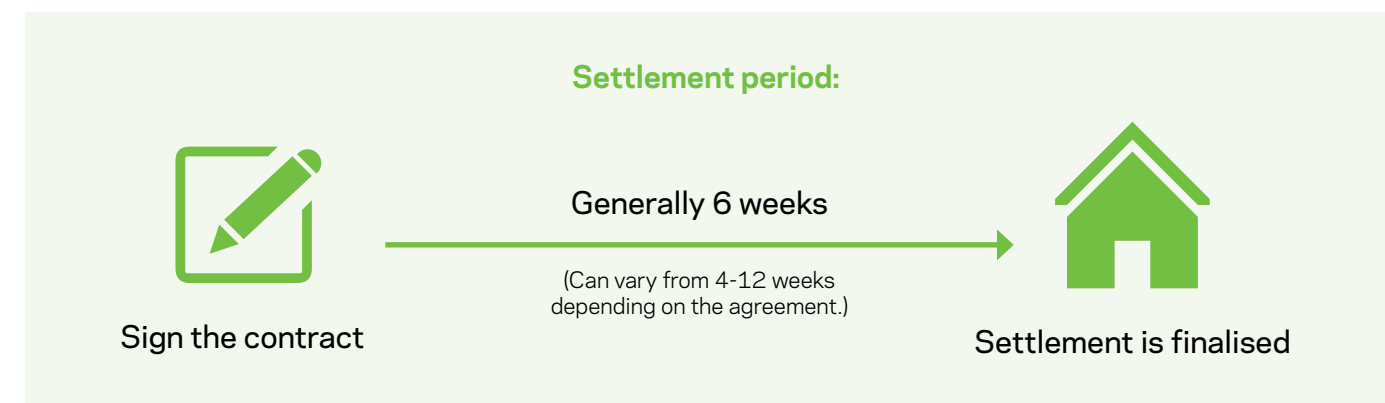 Settlement period:
Generally 6 weeks
(Can vary from 4-12 weeks
depending on the agreement.)
Sign the contract
Settlement is finalised